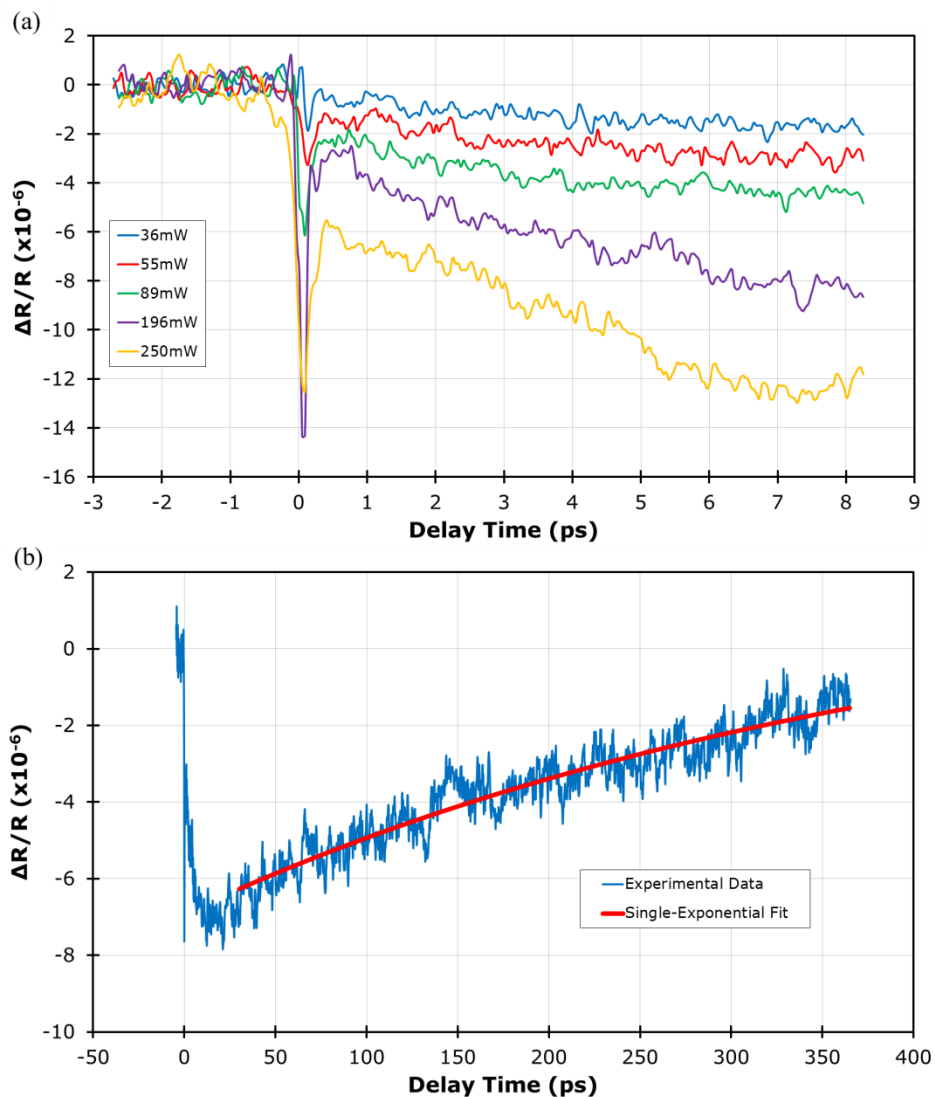 (a)
2
0
-2
-4
-6
-8
-10
-12
-14
-16
ΔR/R (x10⁻⁶)
36mW
55mW
89mW
196mW
250mW
-3 -2 -1 0 1 2 3 4 5 6 7 8 9
Delay Time (ps)
(b)
2
0
-2
-4
-6
-8
-10
ΔR/R (x10⁻⁶)
Experimental Data
Single-Exponential Fit
-50 0 50 100 150 200 250 300 350 400
Delay Time (ps)